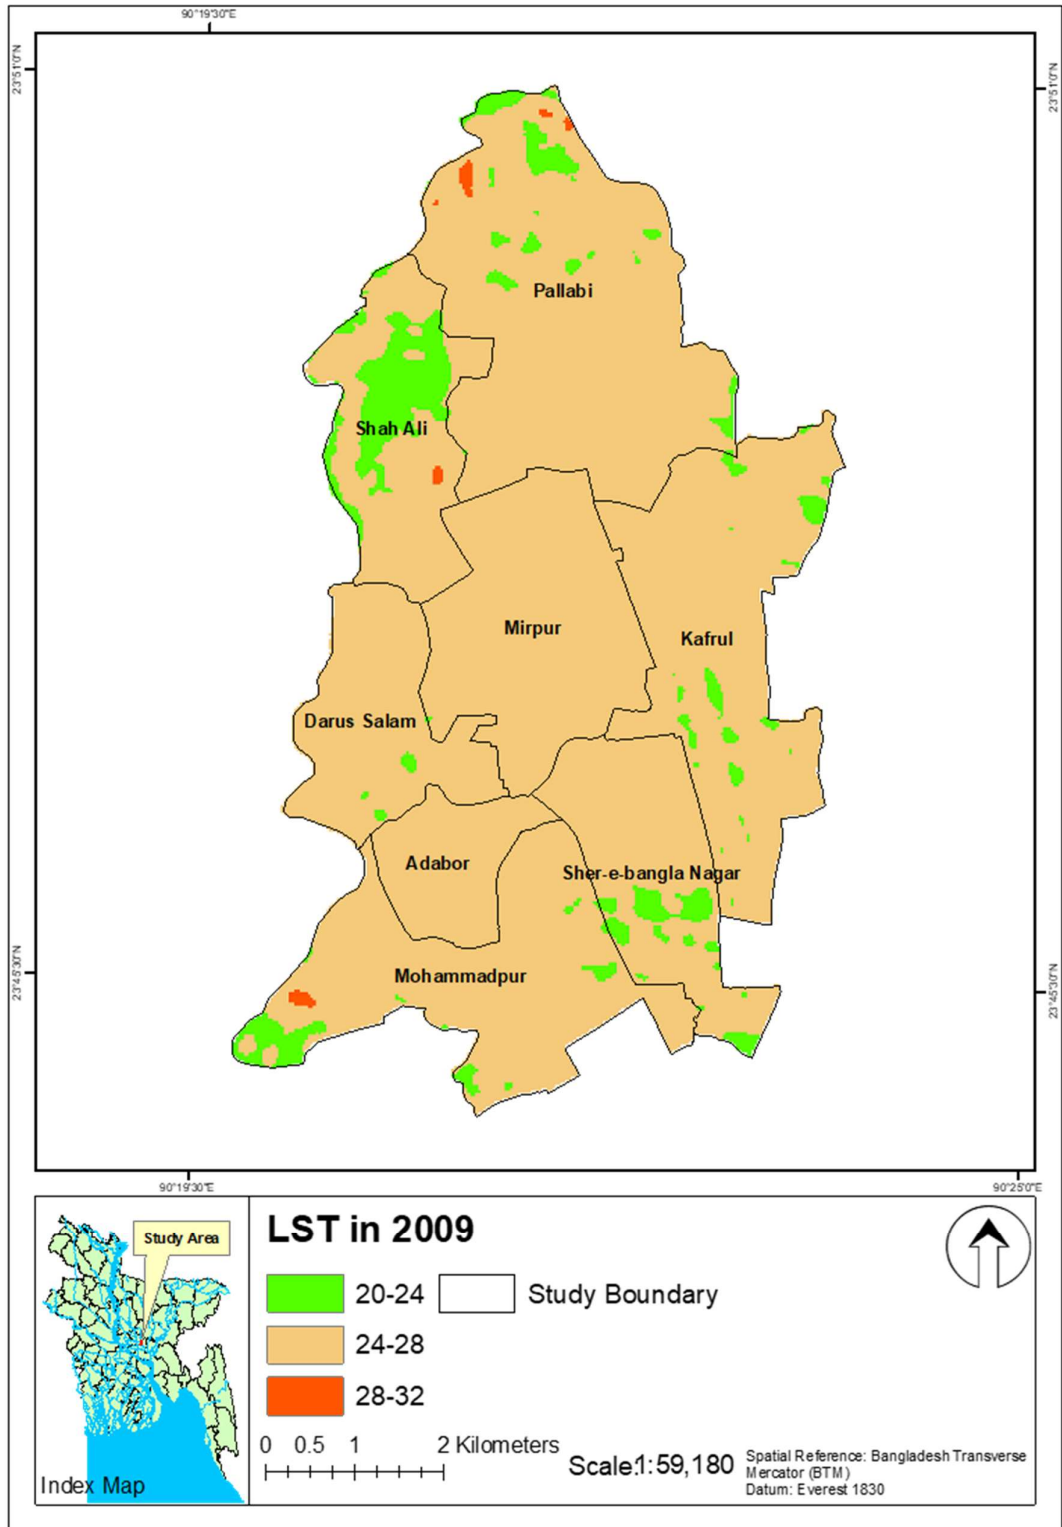 90°19'30"E
23°51'0"N
23°51'0"N
Pallabi
Shah Ali
Mirpur
Kafrul
Darus Salam
Adabor
Sher-e-bangla Nagar
Mohammadpur
23°45'30"N
23°45'30"N
90°19'30"E
90°25'0"E
Study Area
Index Map
LST in 2009
20-24
Study Boundary
24-28
28-32
0 0.5 1 2 Kilometers
Scale1:59,180
Spatial Reference: Bangladesh Transverse
Mercator (BTM)
Datum: Everest 1830